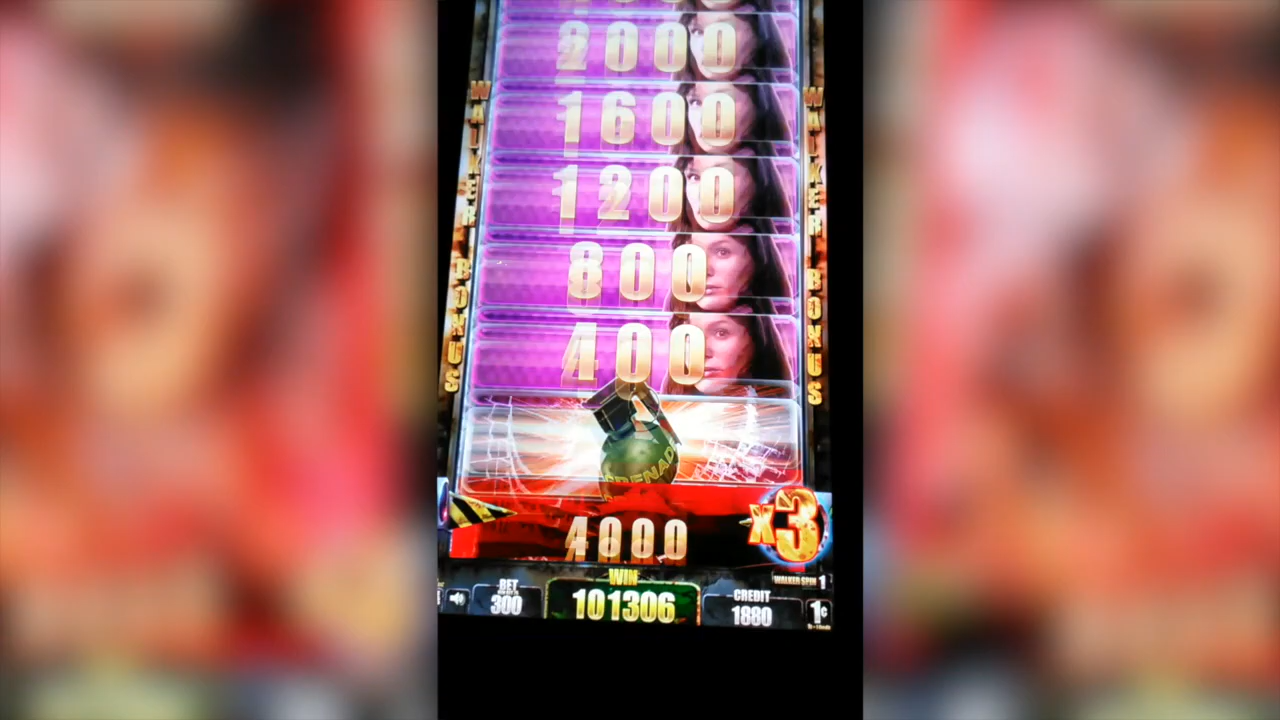 2000
1600
1200
800
400
GRENADE
4000
X3
WALKER BONUS
WALKER BONUS
WALKER SPIN 1
BET
300
WIN
101306
CREDIT
1880
1¢